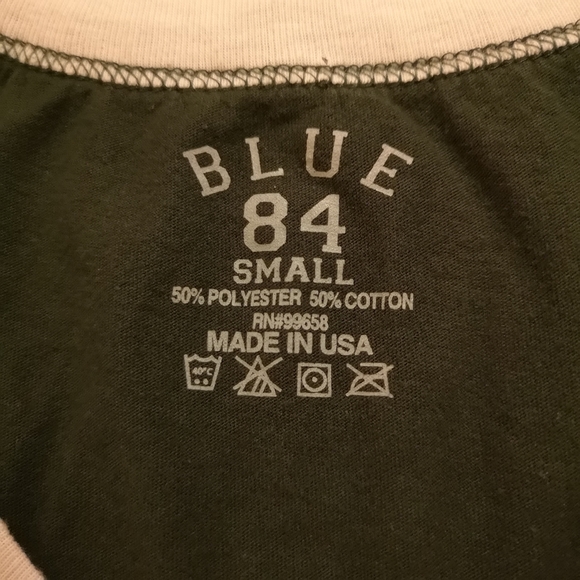 BLUE
84
SMALL
50% POLYESTER 50% COTTON
RN#99658
MADE IN USA
40°C